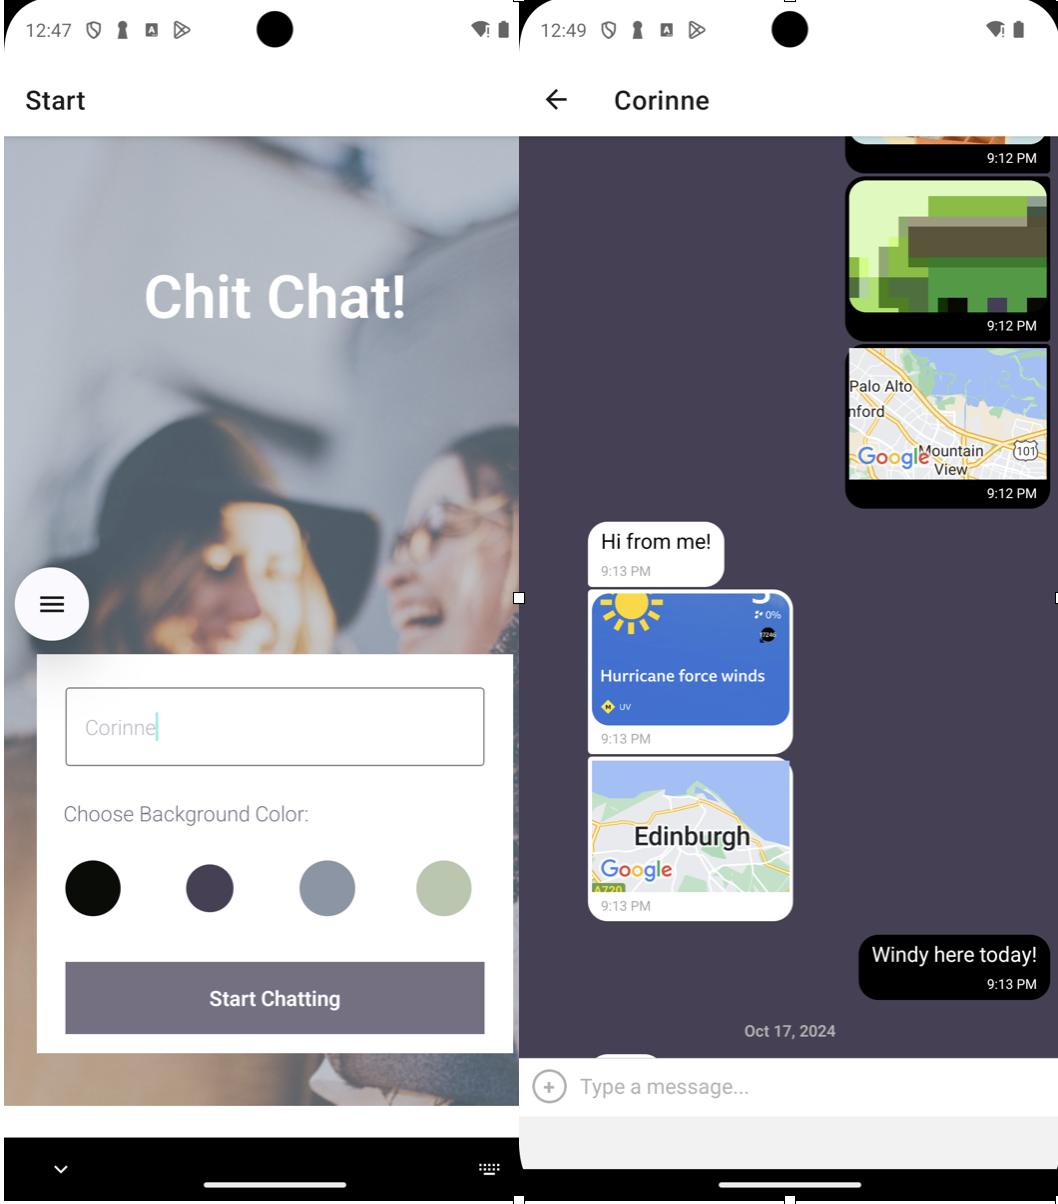 12:47
Start
Chit Chat!
Corinne
Choose Background Color:
Start Chatting
12:49
Corinne
9:12 PM
9:12 PM
Palo Alto
nford
Google
Mountain
View
101
9:12 PM
Hi from me!
9:13 PM
0%
Hurricane force winds
M UV
9:13 PM
Edinburgh
Google
A720
9:13 PM
Windy here today!
9:13 PM
Oct 17, 2024
Type a message...